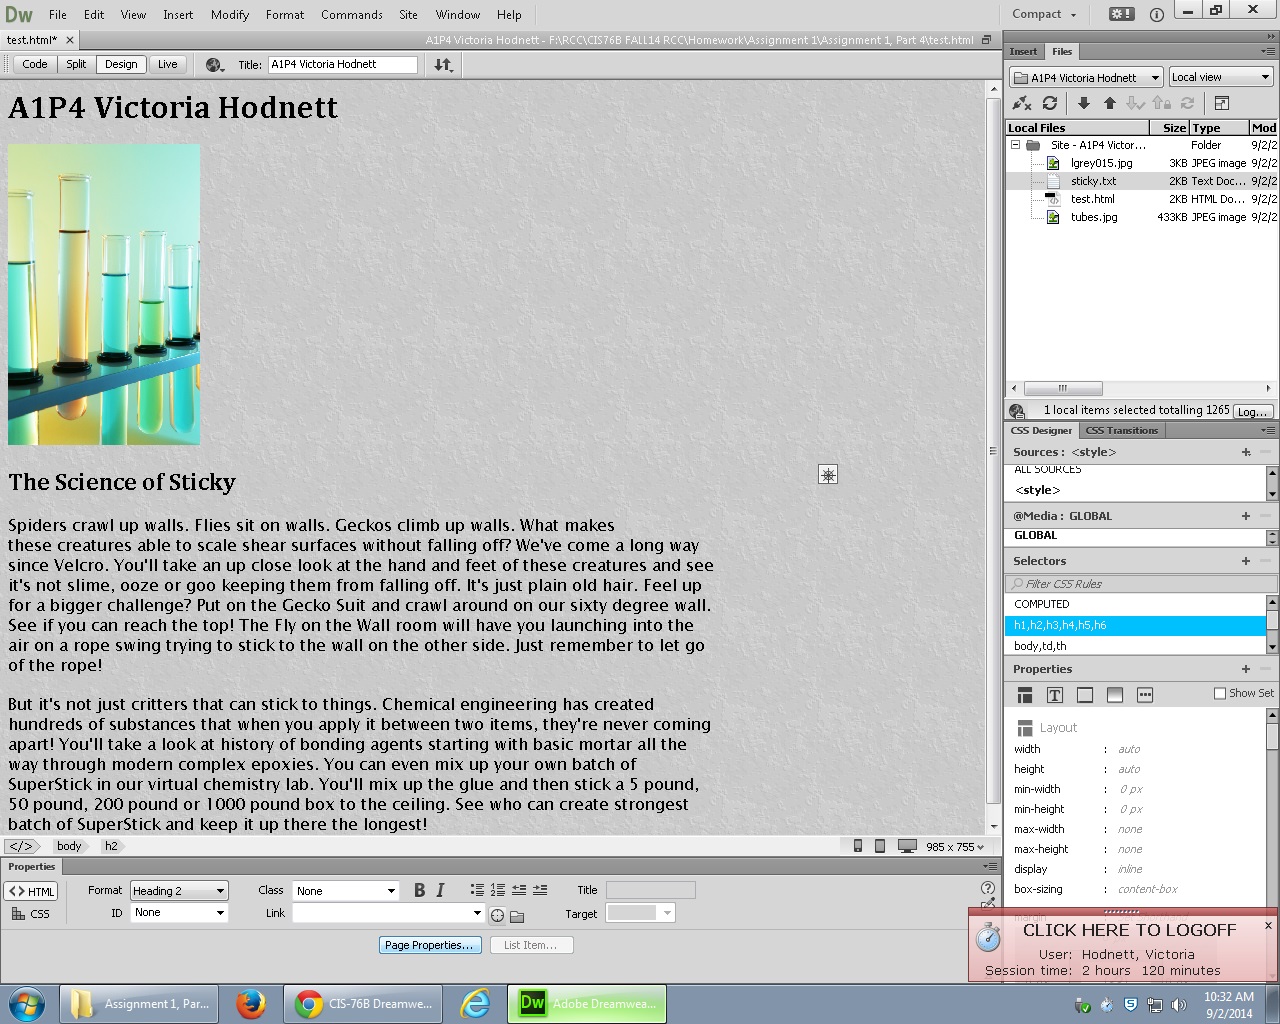 Dw File Edit View Insert Modify Format Commands Site Window Help Compact
test.html* × A1P4 Victoria Hodnett - F:\RCC\CIS76B FALL14 RCC\Homework\Assignment 1\Assignment 1, Part 4\test.html
Code Split Design Live Title: A1P4 Victoria Hodnett
A1P4 Victoria Hodnett
The Science of Sticky
Spiders crawl up walls. Flies sit on walls. Geckos climb up walls. What makes
these creatures able to scale shear surfaces without falling off? We've come a long way
since Velcro. You'll take an up close look at the hand and feet of these creatures and see
it's not slime, ooze or goo keeping them from falling off. It's just plain old hair. Feel up
for a bigger challenge? Put on the Gecko Suit and crawl around on our sixty degree wall.
See if you can reach the top! The Fly on the Wall room will have you launching into the
air on a rope swing trying to stick to the wall on the other side. Just remember to let go
of the rope!
But it's not just critters that can stick to things. Chemical engineering has created
hundreds of substances that when you apply it between two items, they're never coming
apart! You'll take a look at history of bonding agents starting with basic mortar all the
way through modern complex epoxies. You can even mix up your own batch of
SuperStick in our virtual chemistry lab. You'll mix up the glue and then stick a 5 pound,
50 pound, 200 pound or 1000 pound box to the ceiling. See who can create strongest
batch of SuperStick and keep it up there the longest!
</> body h2 985 x 755
Properties
<> HTML Format Heading 2 Class None B I Title
CSS ID None Link Target
Page Properties... List Item...
Insert Files
A1P4 Victoria Hodnett Local view
Local Files Size Type Mod
Site - A1P4 Victor... Folder 9/2/2
lgrey015.jpg 3KB JPEG image 9/2/2
sticky.txt 2KB Text Doc... 9/2/2
test.html 2KB HTML Do... 9/2/2
tubes.jpg 433KB JPEG image 9/2/2
1 local items selected totalling 1265 Log...
CSS Designer CSS Transitions
Sources : <style>
ALL SOURCES
<style>
@Media : GLOBAL
GLOBAL
Selectors
Filter CSS Rules
COMPUTED
h1,h2,h3,h4,h5,h6
body,td,th
Properties
Show Set
Layout
width : auto
height : auto
min-width : 0 px
min-height : 0 px
max-width : none
max-height : none
display : inline
box-sizing : content-box
margin
CLICK HERE TO LOGOFF
User: Hodnett, Victoria
Session time: 2 hours 120 minutes
Assignment 1, Par... CIS-76B Dreamwe... Dw Adobe Dreamwea...
10:32 AM
9/2/2014